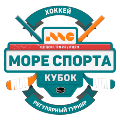 ХОККЕЙ
МОРЕ СПОРТА
КУБОК
РЕГУЛЯРНЫЙ ТУРНИР